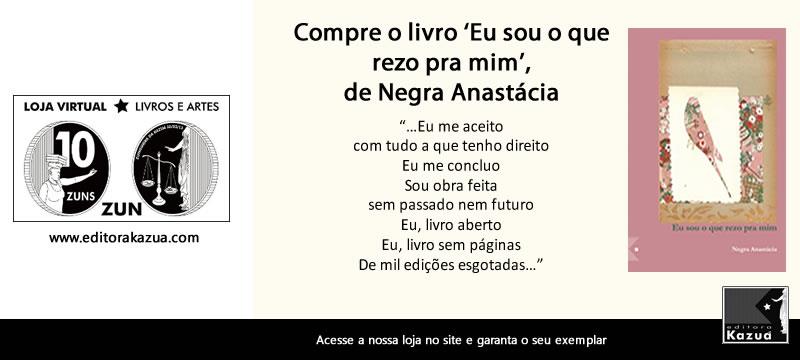 LOJA VIRTUAL ★ LIVROS E ARTES
10
ZUNS
ZUN
www.editorakazua.com
Compre o livro ‘Eu sou o que
rezo pra mim’,
de Negra Anastácia
“...Eu me aceito
com tudo a que tenho direito
Eu me concluo
Sou obra feita
sem passado nem futuro
Eu, livro aberto
Eu, livro sem páginas
De mil edições esgotadas...”
Eu sou o que rezo pra mim
Negra Anastácia
editora
Kazuá
Acesse a nossa loja no site e garanta o seu exemplar